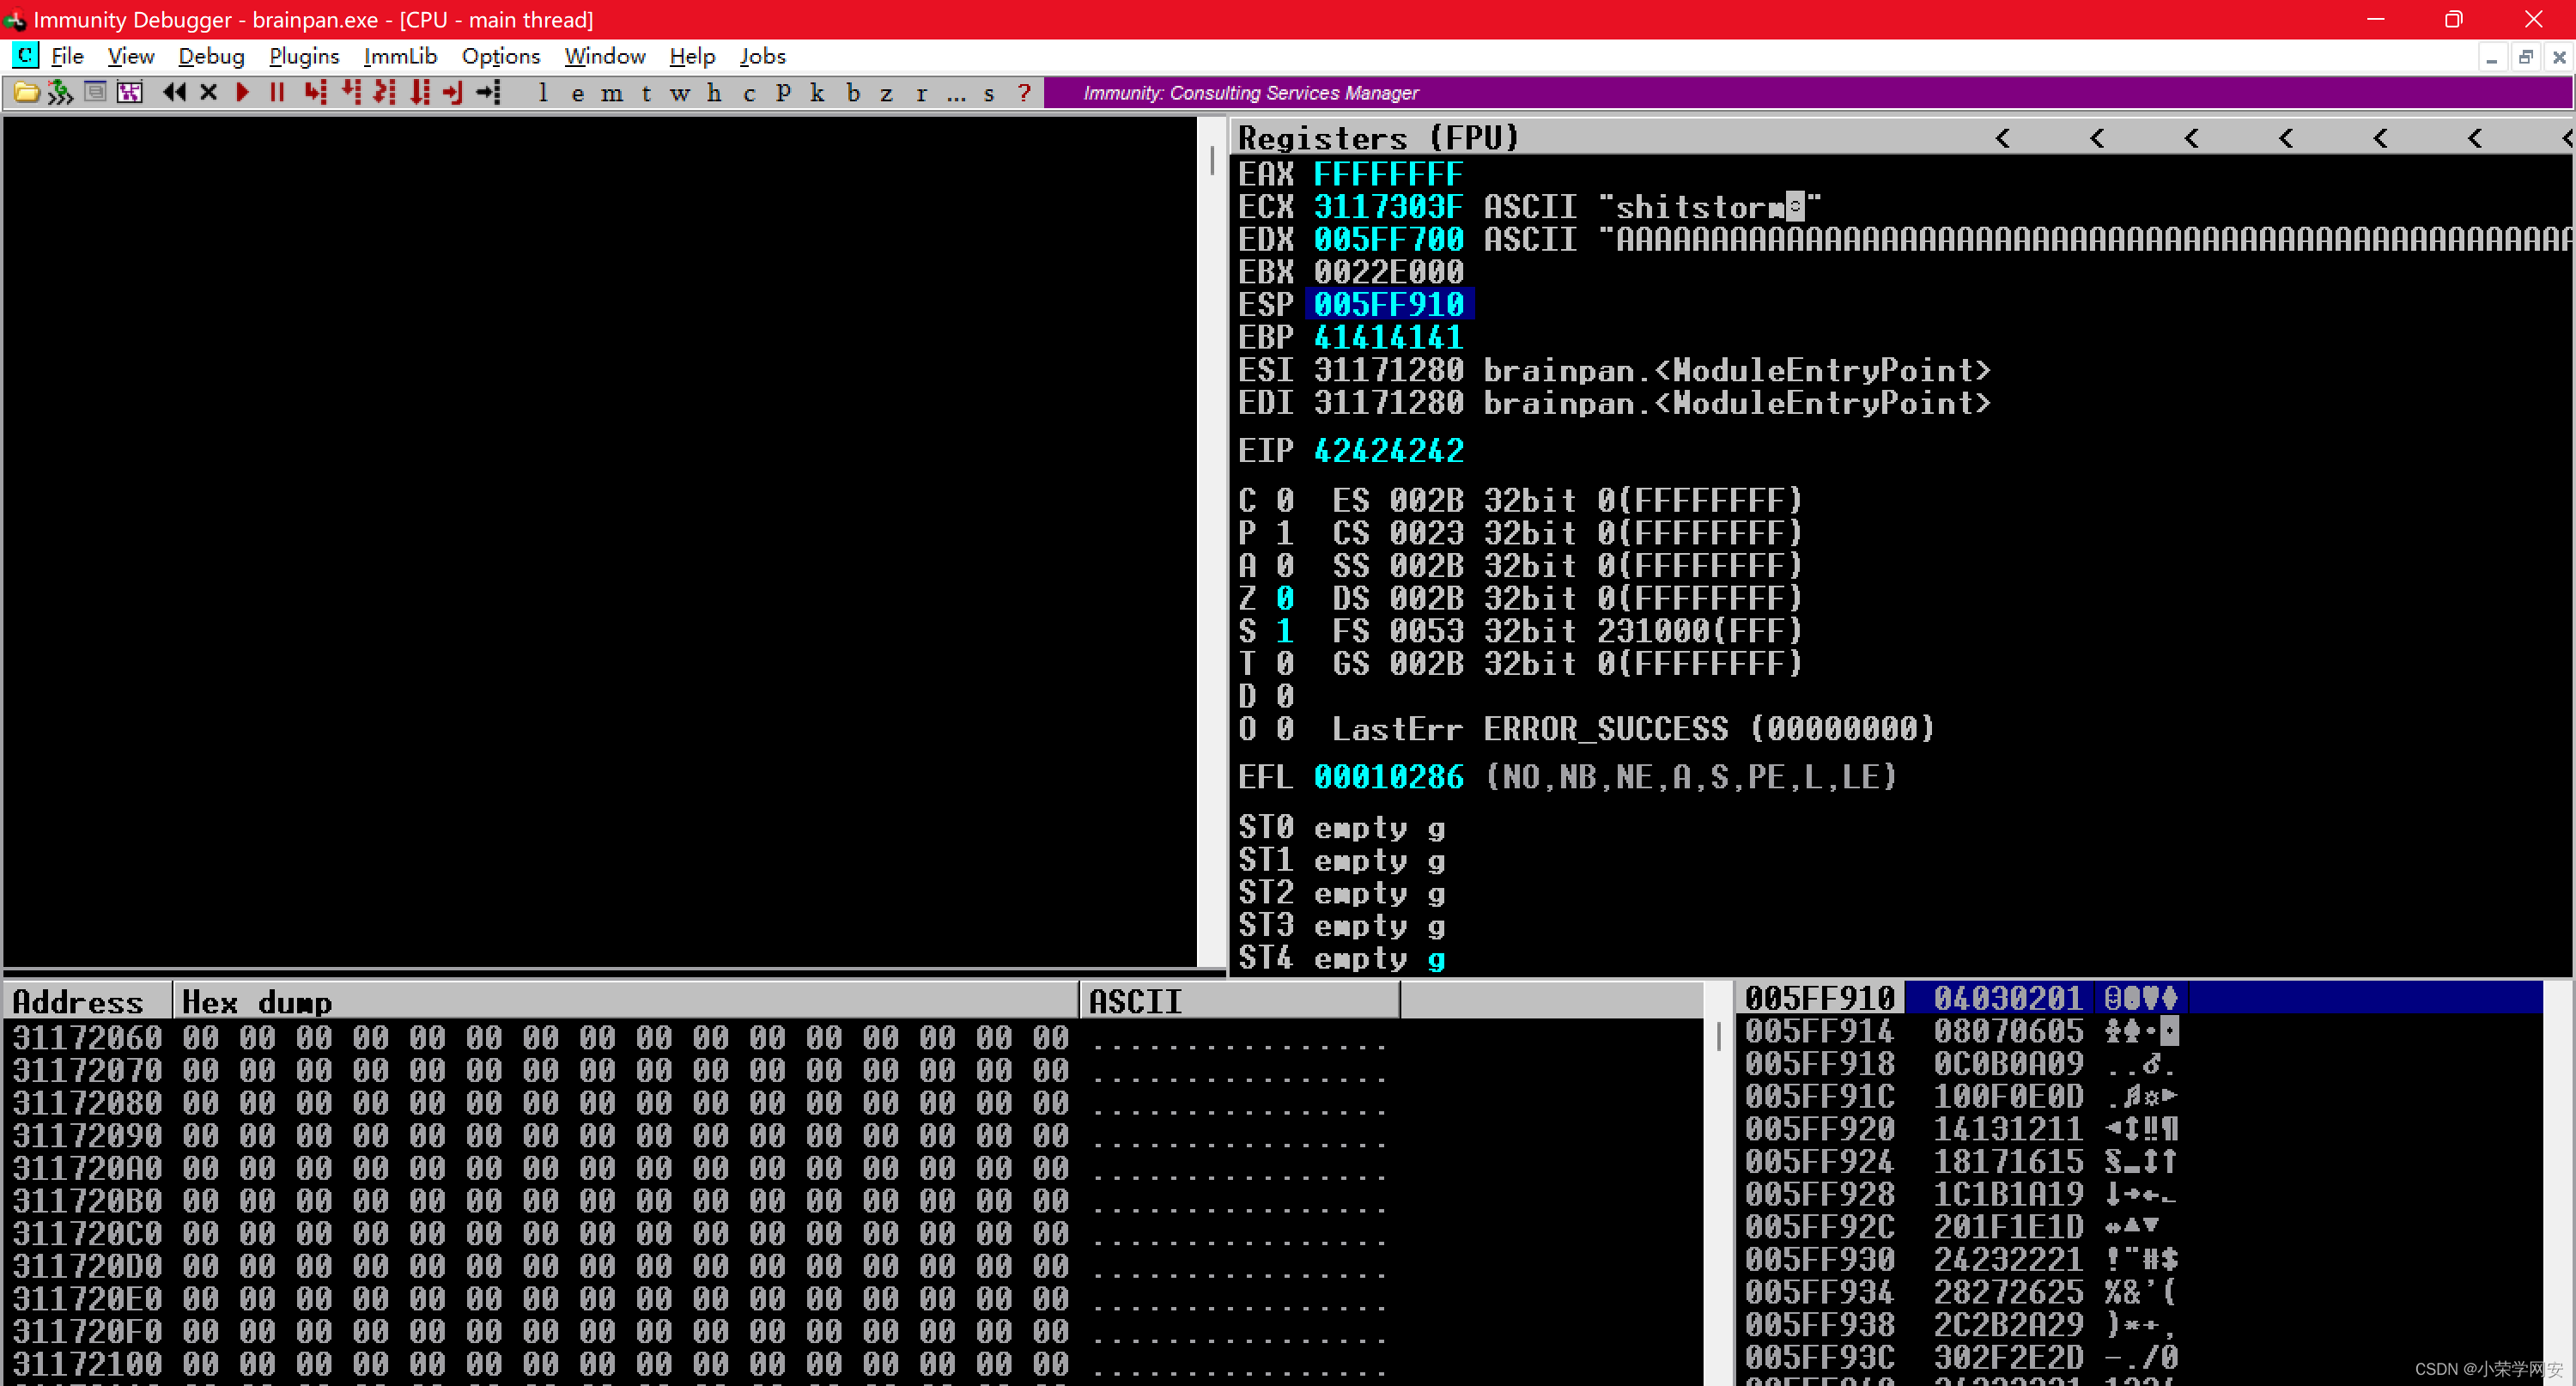 Immunity Debugger - brainpan.exe - [CPU - main thread]
C File View Debug Plugins ImmLib Options Window Help Jobs
l e m t w h c P k b z r ... s ? Immunity: Consulting Services Manager
Registers (FPU) < < < < < < <
EAX FFFFFFFF
ECX 3117303F ASCII "shitstorm"
EDX 005FF700 ASCII "AAAAAAAAAAAAAAAAAAAAAAAAAAAAAAAAAAAAAAAAAAAAAAAAAAA
EBX 0022E000
ESP 005FF910
EBP 41414141
ESI 31171280 brainpan.<ModuleEntryPoint>
EDI 31171280 brainpan.<ModuleEntryPoint>
EIP 42424242
C 0 ES 002B 32bit 0(FFFFFFFF)
P 1 CS 0023 32bit 0(FFFFFFFF)
A 0 SS 002B 32bit 0(FFFFFFFF)
Z 0 DS 002B 32bit 0(FFFFFFFF)
S 1 FS 0053 32bit 231000(FFF)
T 0 GS 002B 32bit 0(FFFFFFFF)
D 0
O 0 LastErr ERROR_SUCCESS (00000000)
EFL 00010286 (NO,NB,NE,A,S,PE,L,LE)
ST0 empty g
ST1 empty g
ST2 empty g
ST3 empty g
ST4 empty g
Address Hex dump ASCII
31172060 00 00 00 00 00 00 00 00 00 00 00 00 00 00 00 00 ................
31172070 00 00 00 00 00 00 00 00 00 00 00 00 00 00 00 00 ................
31172080 00 00 00 00 00 00 00 00 00 00 00 00 00 00 00 00 ................
31172090 00 00 00 00 00 00 00 00 00 00 00 00 00 00 00 00 ................
311720A0 00 00 00 00 00 00 00 00 00 00 00 00 00 00 00 00 ................
311720B0 00 00 00 00 00 00 00 00 00 00 00 00 00 00 00 00 ................
311720C0 00 00 00 00 00 00 00 00 00 00 00 00 00 00 00 00 ................
311720D0 00 00 00 00 00 00 00 00 00 00 00 00 00 00 00 00 ................
311720E0 00 00 00 00 00 00 00 00 00 00 00 00 00 00 00 00 ................
311720F0 00 00 00 00 00 00 00 00 00 00 00 00 00 00 00 00 ................
31172100 00 00 00 00 00 00 00 00 00 00 00 00 00 00 00 00 ................
005FF910 04030201 ☺☻♥♦
005FF914 08070605 ♣♠•◘
005FF918 0C0B0A09 ..♂.
005FF91C 100F0E0D .♫☼►
005FF920 14131211 ◄↕‼¶
005FF924 18171615 §▬↨↑
005FF928 1C1B1A19 ↓→←∟
005FF92C 201F1E1D ↔▲▼
005FF930 24232221 !"#$
005FF934 28272625 %&'(
005FF938 2C2B2A29 )*+,
005FF93C 302F2E2D -./0
CSDN @小荣学网安